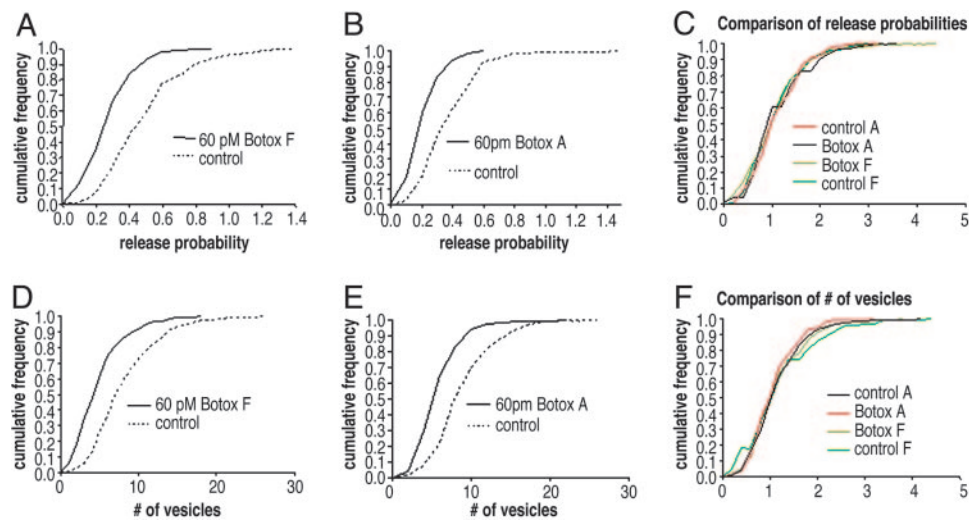 A
cumulative frequency
1.0
0.9
0.8
0.7
0.6
0.5
0.4
0.3
0.2
0.1
0.0
60 pM Botox F
control
0.0 0.2 0.4 0.6 0.8 1.0 1.2 1.4
release probability
B
cumulative frequency
1.0
0.9
0.8
0.7
0.6
0.5
0.4
0.3
0.2
0.1
0.0
60pm Botox A
control
0.0 0.2 0.4 0.6 0.8 1.0 1.2 1.4
release probability
C Comparison of release probabilities
cumulative frequency
1.0
0.9
0.8
0.7
0.6
0.5
0.4
0.3
0.2
0.1
0.0
control A
Botox A
Botox F
control F
0 1 2 3 4 5
D
cumulative frequency
1.0
0.9
0.8
0.7
0.6
0.5
0.4
0.3
0.2
0.1
0.0
60 pM Botox F
control
0 10 20 30
# of vesicles
E
cumulative frequency
1.0
0.9
0.8
0.7
0.6
0.5
0.4
0.3
0.2
0.1
0.0
60pm Botox A
control
0 10 20 30
# of vesicles
F Comparison of # of vesicles
cumulative frequency
1.0
0.9
0.8
0.7
0.6
0.5
0.4
0.3
0.2
0.1
0.0
control A
Botox A
Botox F
control F
0 1 2 3 4 5